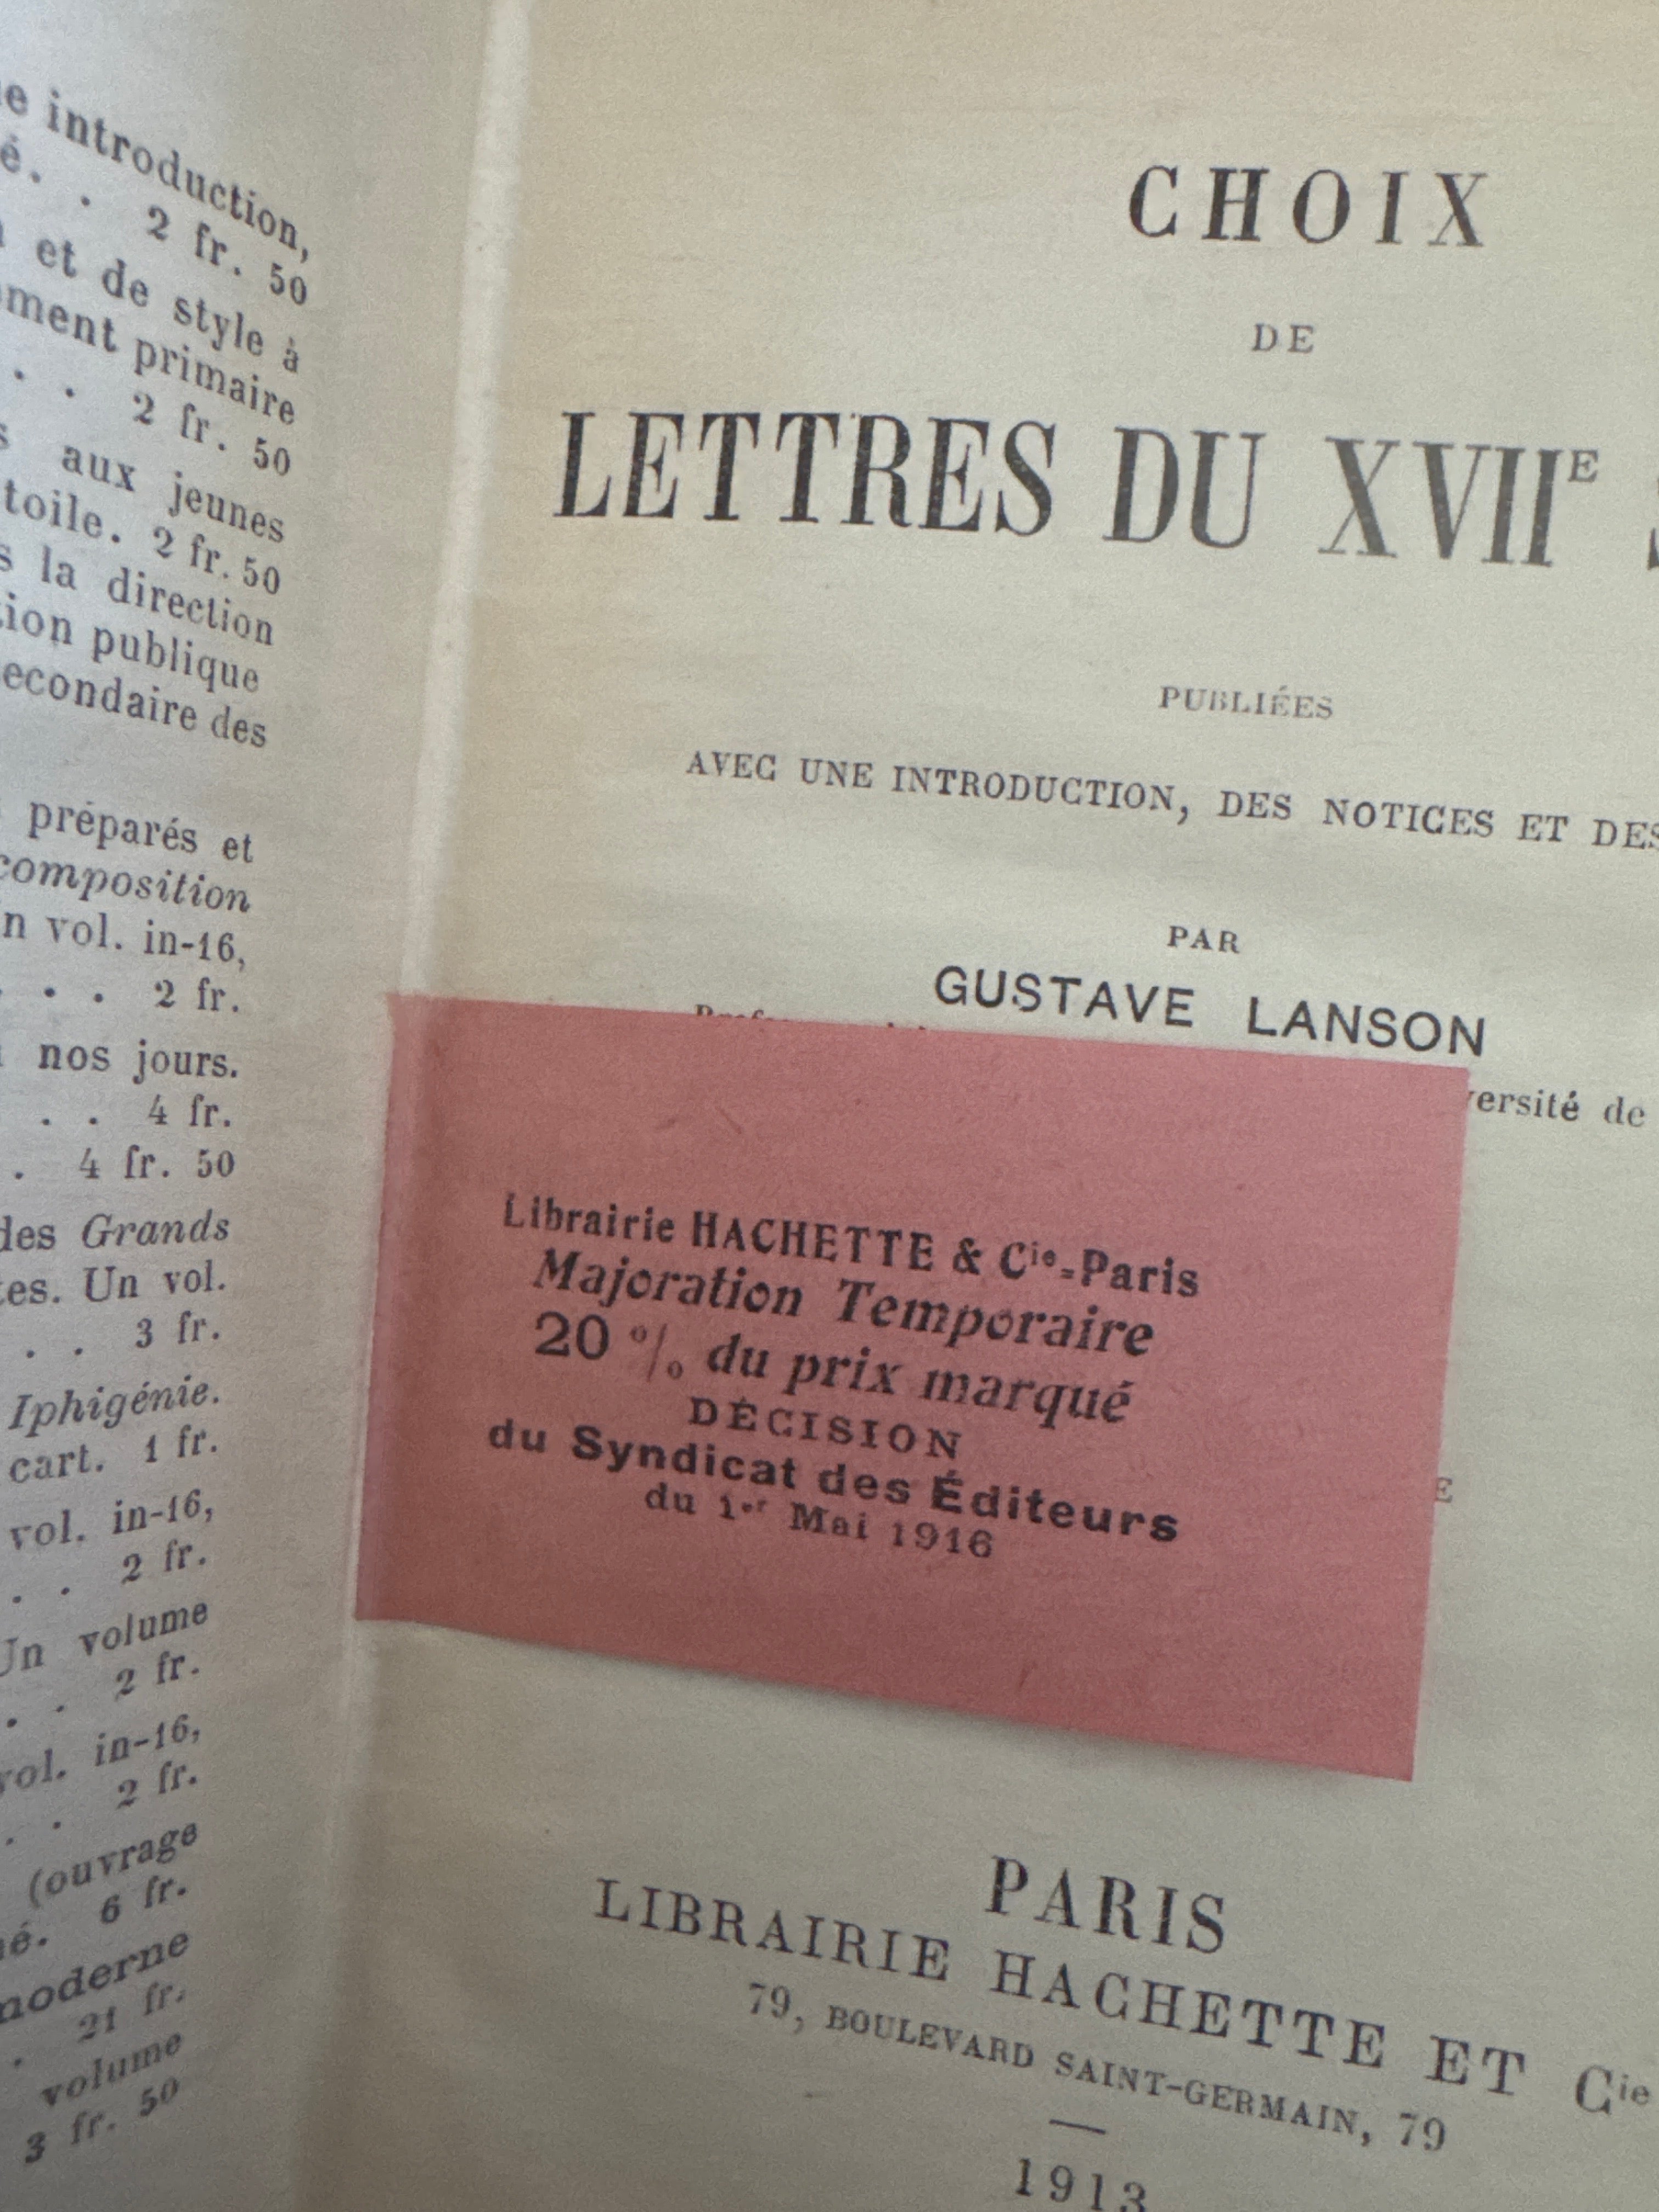 introduction,
2 fr. 50
et de style à
primaire
. . 2 fr. 50
aux jeunes
toile. 2 fr. 50
la direction
publique
des
préparés et
composition
vol. in-16,
. . . 2 fr.
nos jours.
. . 4 fr.
. 4 fr. 50
des Grands
Un vol.
. . 3 fr.
Iphigénie.
cart. 1 fr.
vol. in-16,
. . 2 fr.
Un volume
. . 2 fr.
vol. in-16,
. . 2 fr.
(ouvrage
6 fr.
moderne
. 21 fr.
volume
3 fr. 50
CHOIX
DE
LETTRES DU XVIIE
PUBLIÉES
AVEC UNE INTRODUCTION, DES NOTICES ET DES
PAR
GUSTAVE LANSON
de
Librairie HACHETTE & Cie-Paris
Majoration Temporaire
20 % du prix marqué
DÉCISION
du Syndicat des Éditeurs
du 1er Mai 1916
PARIS
LIBRAIRIE HACHETTE ET Cie
79, BOULEVARD SAINT-GERMAIN, 79
1913